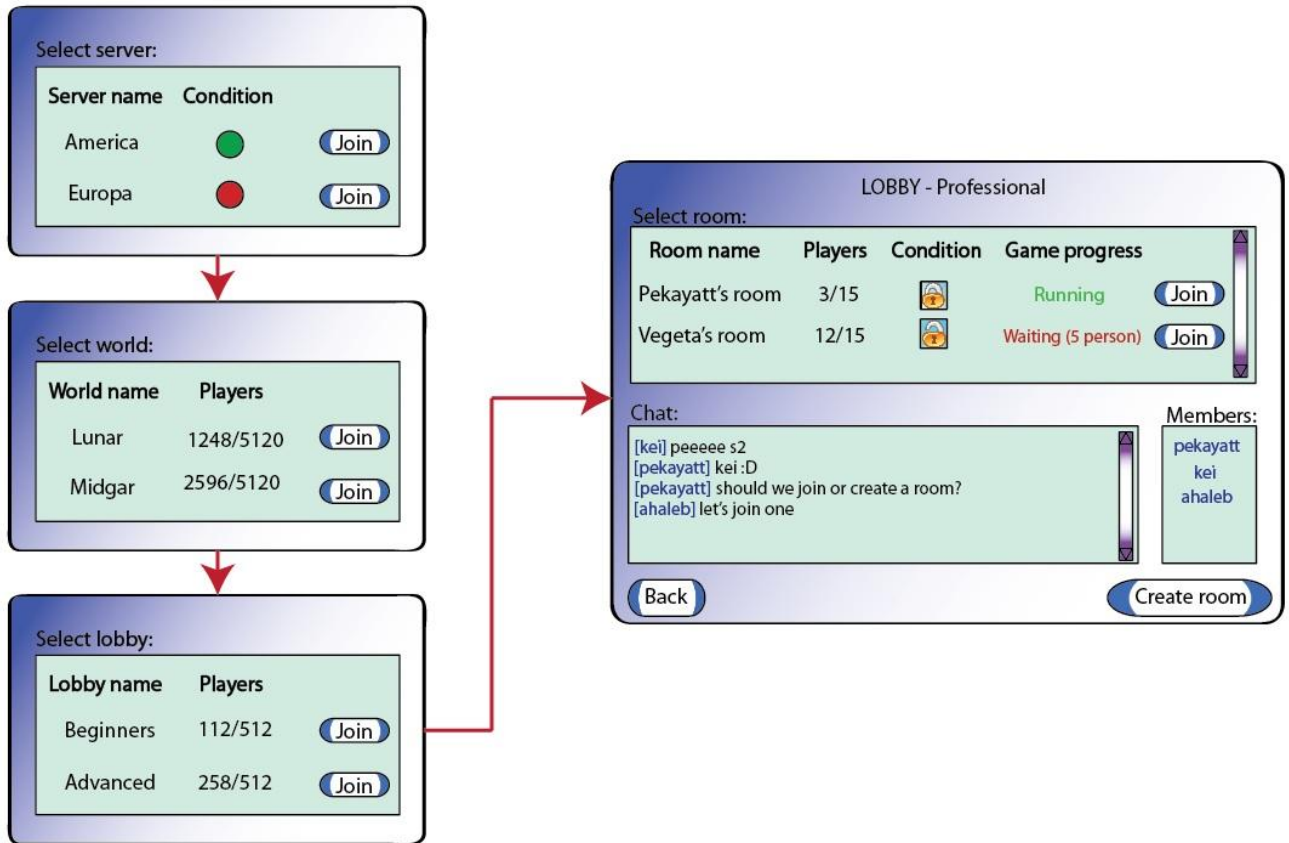 Select server:
Server name Condition
America Join
Europa Join
Select world:
World name Players
Lunar 1248/5120 Join
Midgar 2596/5120 Join
Select lobby:
Lobby name Players
Beginners 112/512 Join
Advanced 258/512 Join
LOBBY - Professional
Select room:
Room name Players Condition Game progress
Pekayatt's room 3/15 Running Join
Vegeta's room 12/15 Waiting (5 person) Join
Chat:
[kei] peeeee s2
[pekayatt] kei :D
[pekayatt] should we join or create a room?
[ahaleb] let's join one
Members:
pekayatt
kei
ahaleb
Back Create room